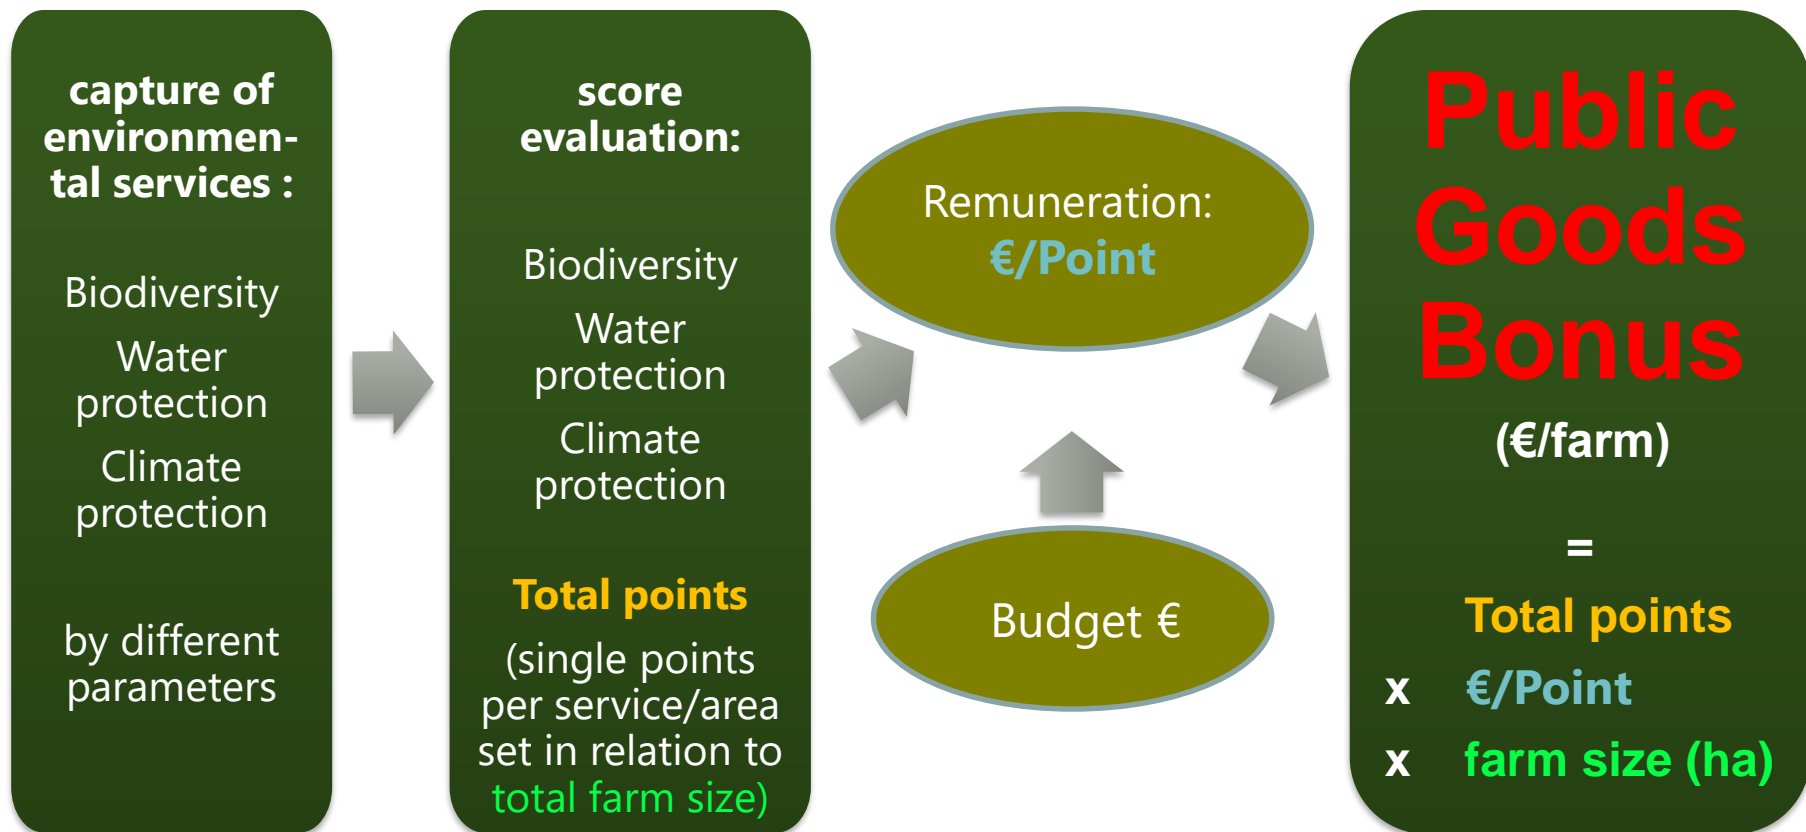 capture of
environmen-
tal services :
Biodiversity
Water
protection
Climate
protection
by different
parameters
score
evaluation:
Biodiversity
Water
protection
Climate
protection
Total points
(single points
per service/area
set in relation to
total farm size)
Remuneration:
€/Point
Budget €
Public
Goods
Bonus
(€/farm)
=
Total points
x €/Point
x farm size (ha)